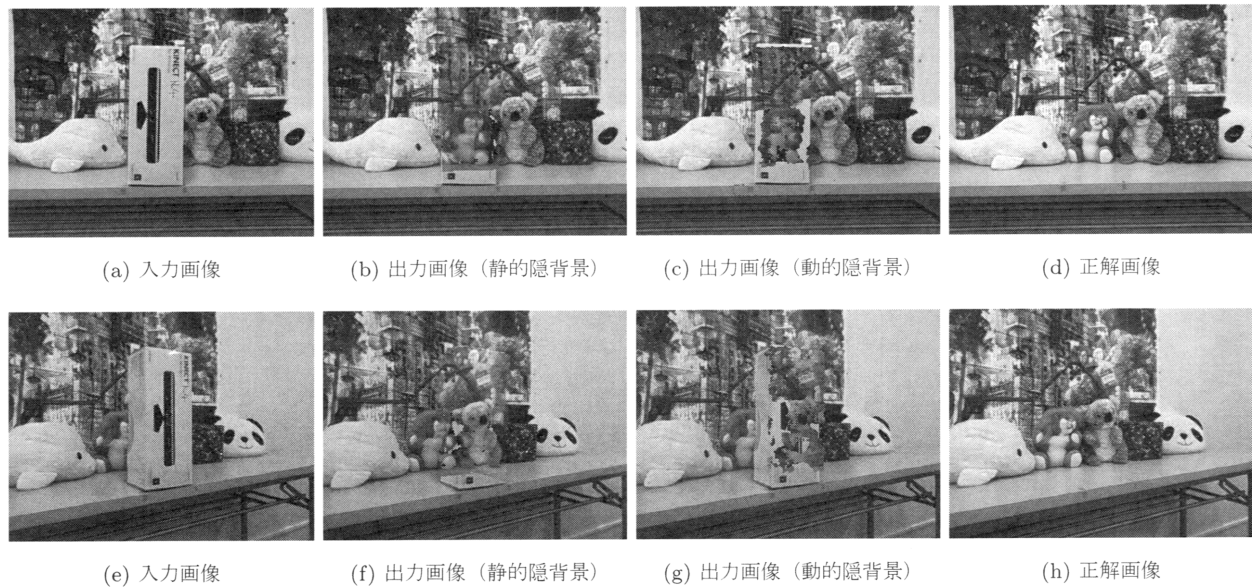 KINECT
(a) 入力画像
(b) 出力画像（静的隠背景）
(c) 出力画像（動的隠背景）
(d) 正解画像
KINECT
(e) 入力画像
(f) 出力画像（静的隠背景）
(g) 出力画像（動的隠背景）
(h) 正解画像